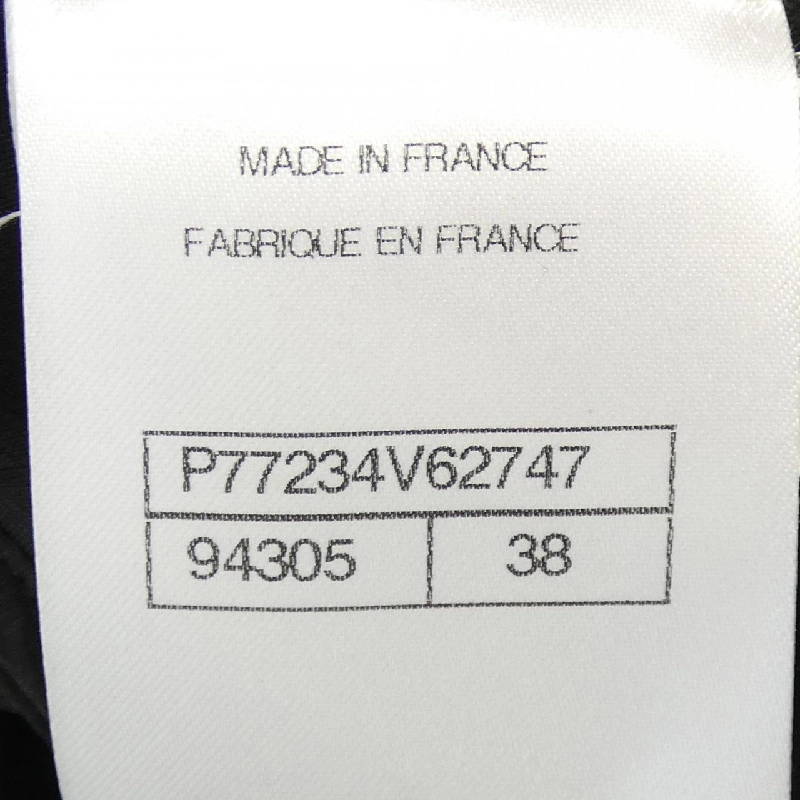 MADE IN FRANCE
FABRIQUE EN FRANCE
P77234V62747
94305 38